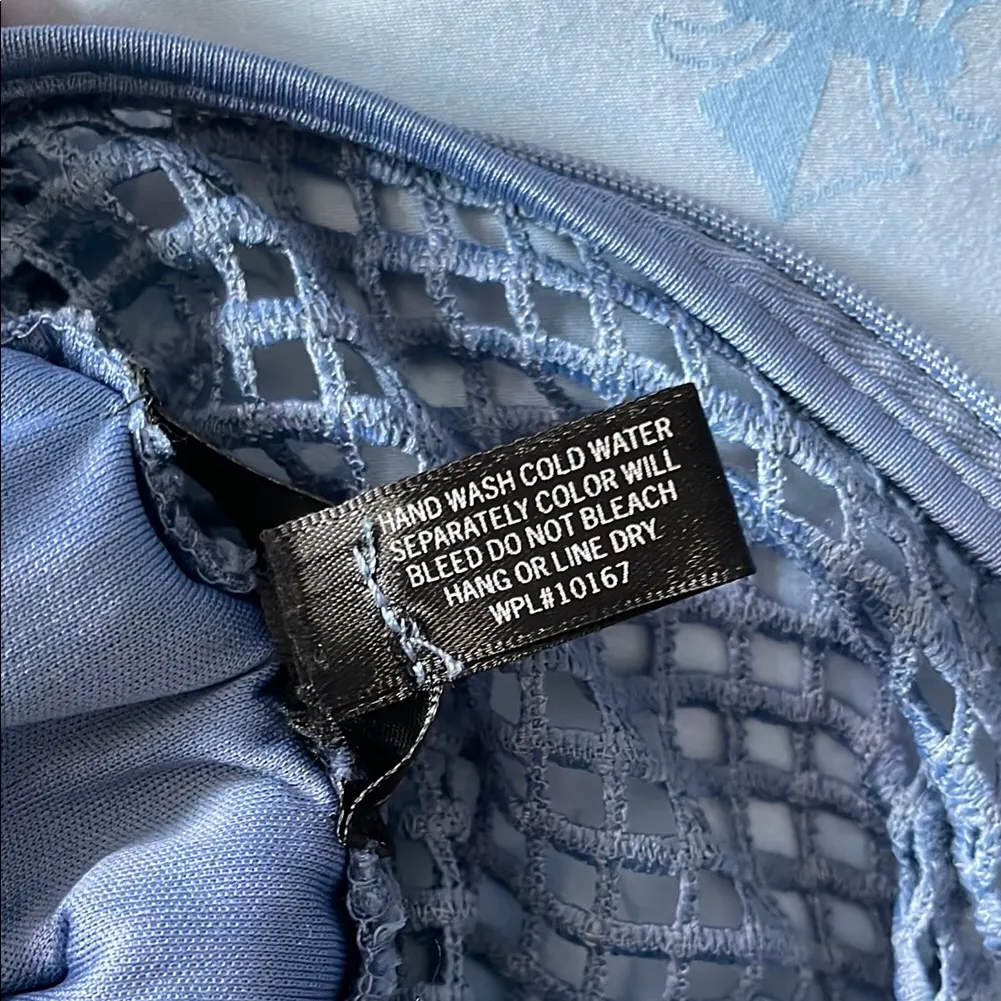 HAND WASH COLD WATER
SEPARATELY COLOR WILL
BLEED DO NOT BLEACH
HANG OR LINE DRY.
WPL#10167